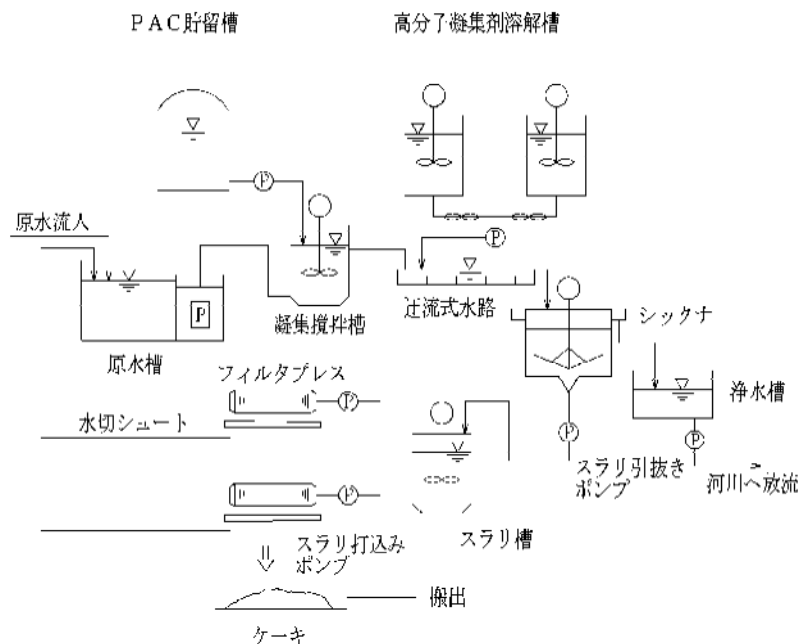 PAC貯留槽
高分子凝集剤溶解槽
P
原水流人
P
P
原水槽
凝集撹拌槽
迂流式水路
シックナ
フィルタプレス
P
水切シュート
浄水槽
P
P
スラリ引抜き
ポンプ
河川へ放流
P
スラリ打込み
ポンプ
スラリ槽
搬出
ケーキ